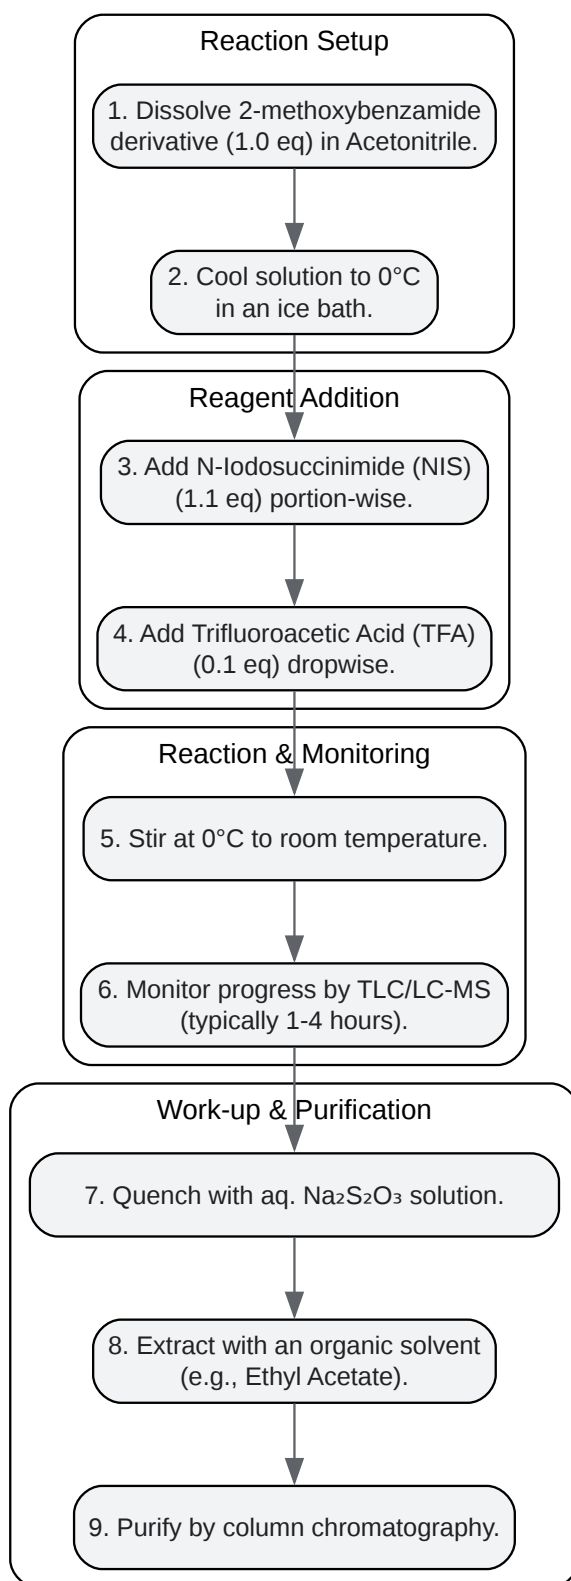 Reaction Setup
1. Dissolve 2-methoxybenzamide
derivative (1.0 eq) in Acetonitrile.
2. Cool solution to 0°C
in an ice bath.
Reagent Addition
3. Add N-Iodosuccinimide (NIS)
(1.1 eq) portion-wise.
4. Add Trifluoroacetic Acid (TFA)
(0.1 eq) dropwise.
Reaction & Monitoring
5. Stir at 0°C to room temperature.
6. Monitor progress by TLC/LC-MS
(typically 1-4 hours).
Work-up & Purification
7. Quench with aq. Na₂S₂O₃ solution.
8. Extract with an organic solvent
(e.g., Ethyl Acetate).
9. Purify by column chromatography.